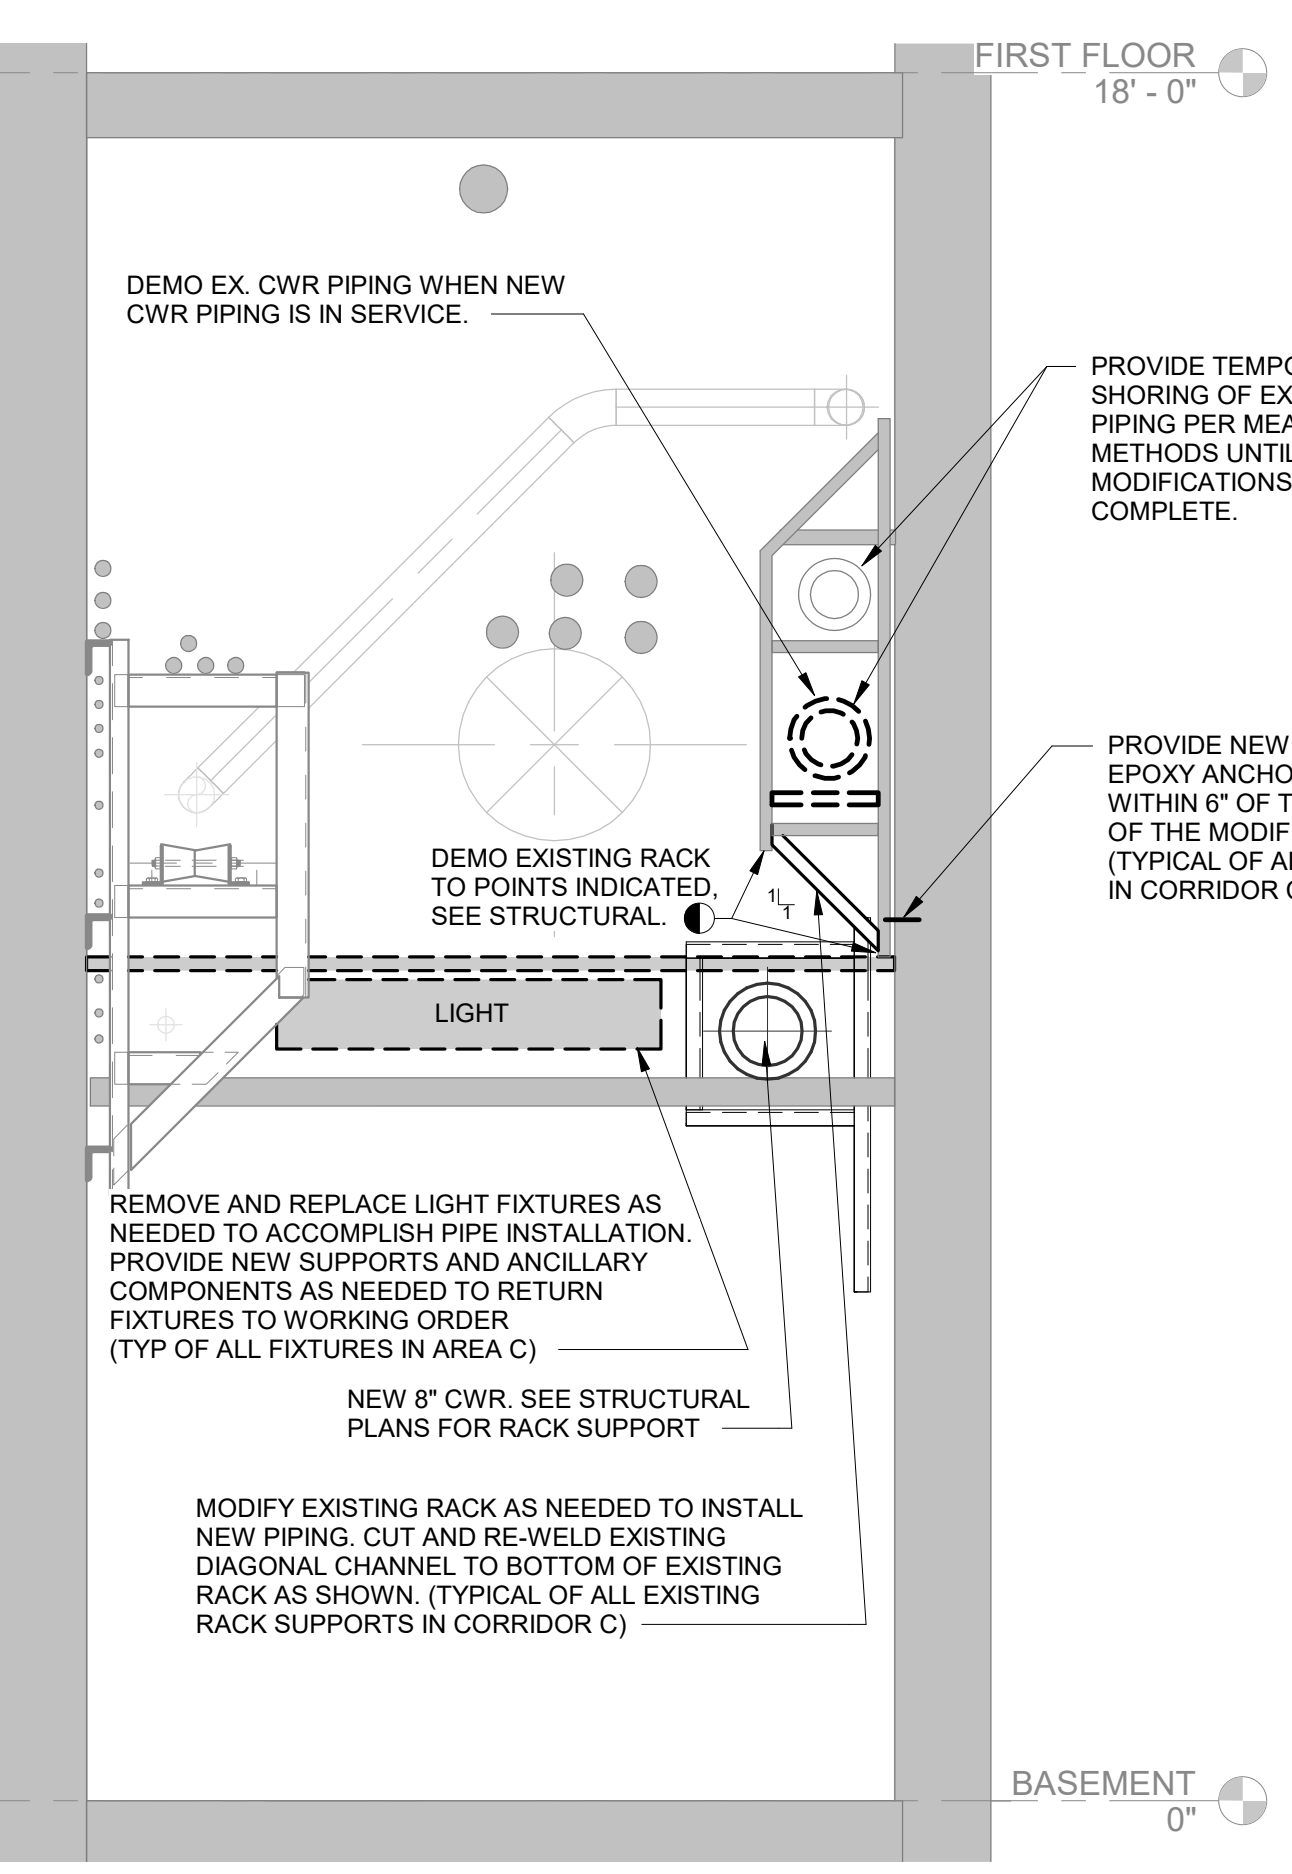 FIRST FLOOR
18' - 0"
DEMO EX. CWR PIPING WHEN NEW
CWR PIPING IS IN SERVICE.
PROVIDE TEMPO
SHORING OF EX
PIPING PER MEA
METHODS UNTIL
MODIFICATIONS
COMPLETE.
PROVIDE NEW
EPOXY ANCHO
WITHIN 6" OF T
OF THE MODIF
(TYPICAL OF A
IN CORRIDOR
DEMO EXISTING RACK
TO POINTS INDICATED,
SEE STRUCTURAL.
1
1
LIGHT
REMOVE AND REPLACE LIGHT FIXTURES AS
NEEDED TO ACCOMPLISH PIPE INSTALLATION.
PROVIDE NEW SUPPORTS AND ANCILLARY
COMPONENTS AS NEEDED TO RETURN
FIXTURES TO WORKING ORDER
(TYP OF ALL FIXTURES IN AREA C)
NEW 8" CWR. SEE STRUCTURAL
PLANS FOR RACK SUPPORT
MODIFY EXISTING RACK AS NEEDED TO INSTALL
NEW PIPING. CUT AND RE-WELD EXISTING
DIAGONAL CHANNEL TO BOTTOM OF EXISTING
RACK AS SHOWN. (TYPICAL OF ALL EXISTING
RACK SUPPORTS IN CORRIDOR C)
BASEMENT
0"